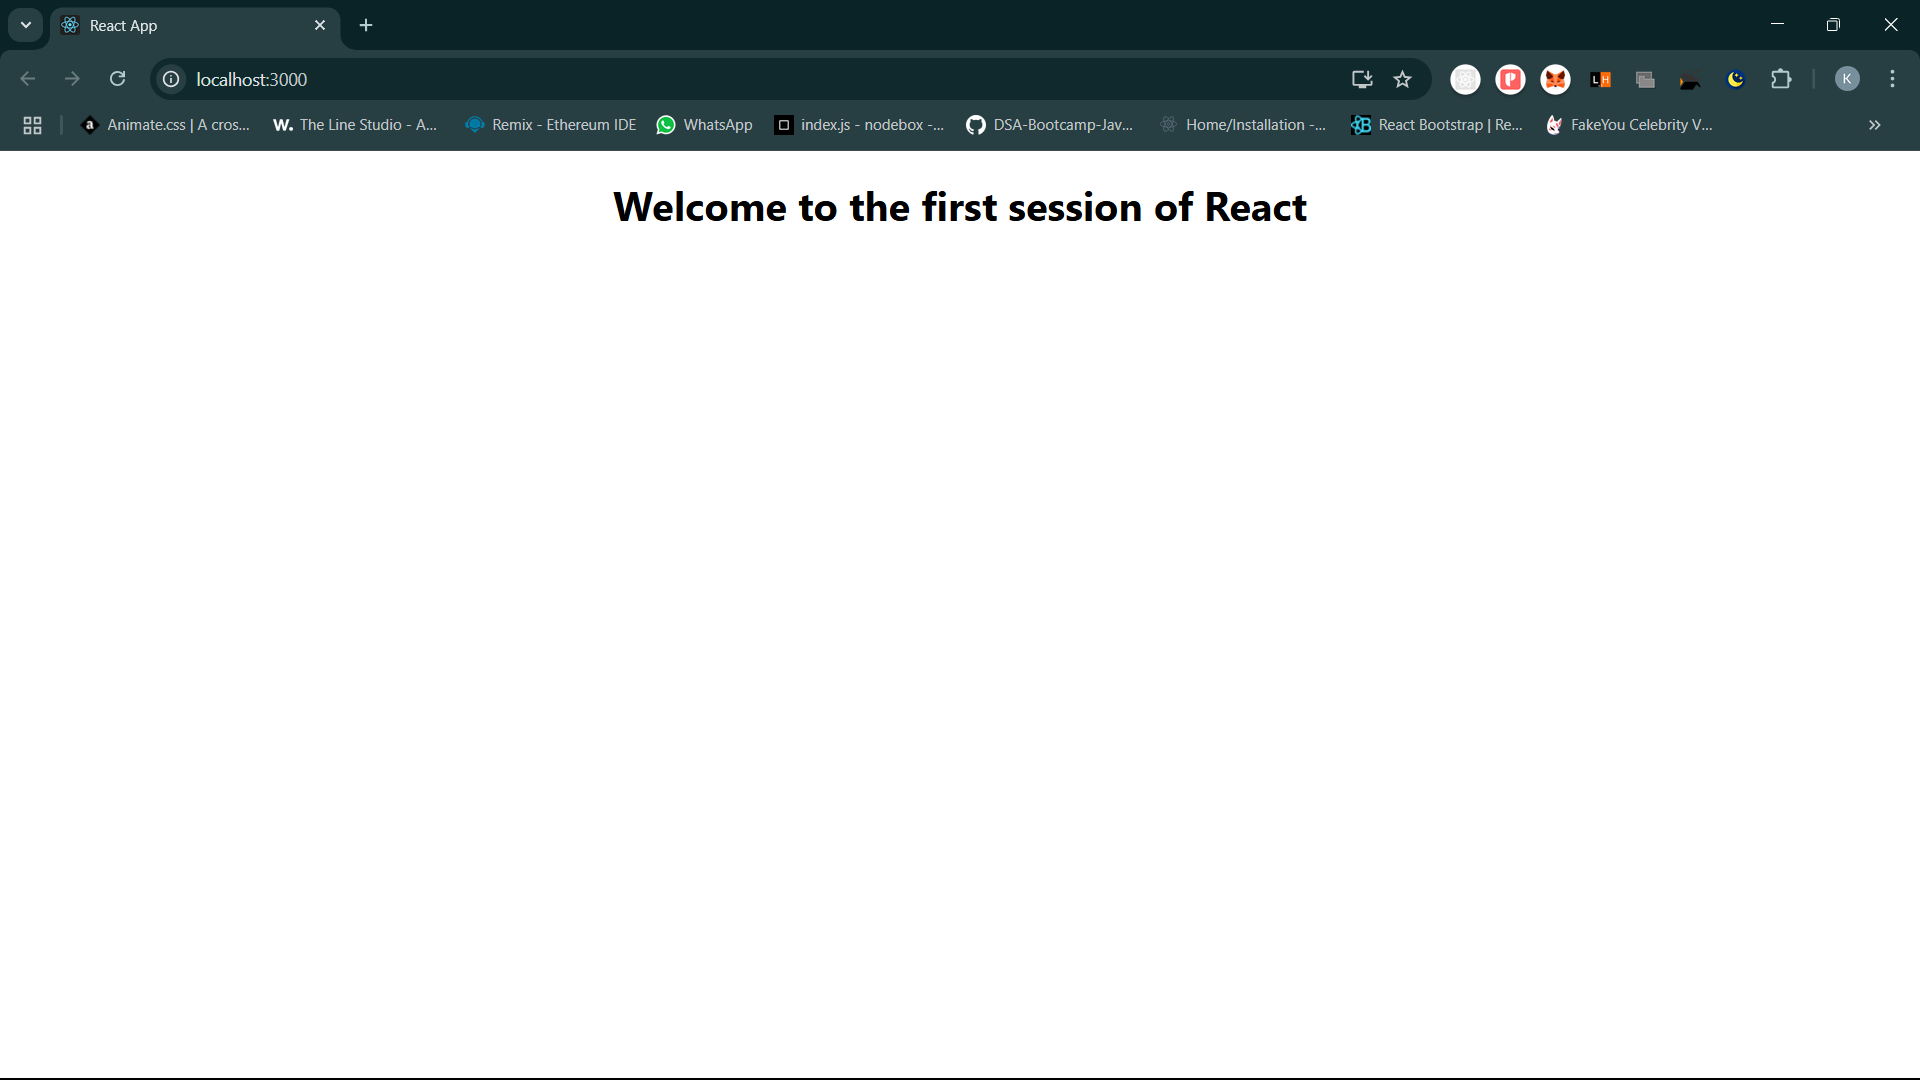 React App
localhost:3000
K
a Animate.css | A cros...
W. The Line Studio - A...
Remix - Ethereum IDE
WhatsApp
index.js - nodebox -...
DSA-Bootcamp-Jav...
Home/Installation -...
React Bootstrap | Re...
FakeYou Celebrity V...
Welcome to the first session of React